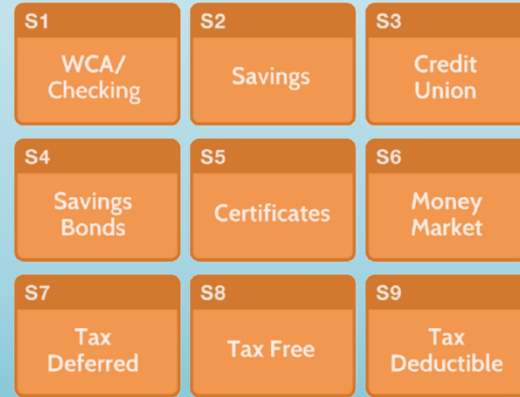 S1
WCA/
Checking
S2
Savings
S3
Credit
Union
S4
Savings
Bonds
S5
Certificates
S6
Money
Market
S7
Tax
Deferred
S8
Tax Free
S9
Tax
Deductible